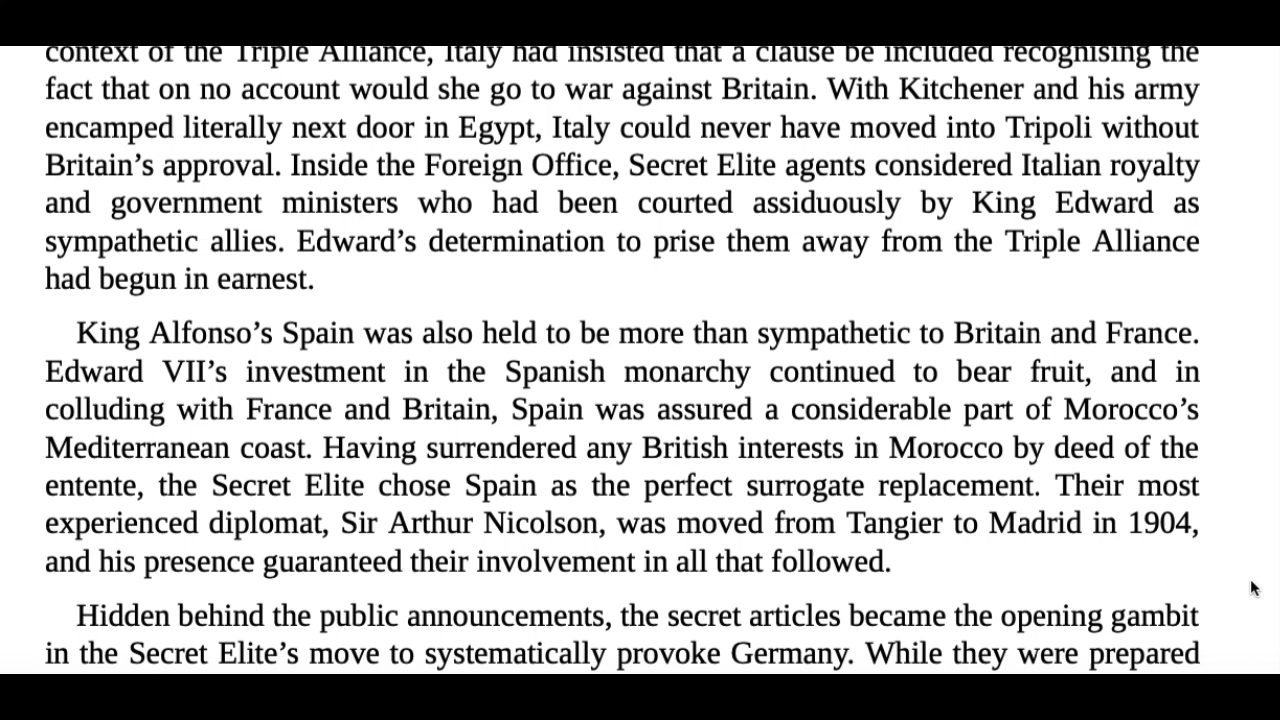 context of the Triple Alliance, Italy had insisted that a clause be included recognising the
fact that on no account would she go to war against Britain. With Kitchener and his army
encamped literally next door in Egypt, Italy could never have moved into Tripoli without
Britain’s approval. Inside the Foreign Office, Secret Elite agents considered Italian royalty
and government ministers who had been courted assiduously by King Edward as
sympathetic allies. Edward’s determination to prise them away from the Triple Alliance
had begun in earnest.
King Alfonso’s Spain was also held to be more than sympathetic to Britain and France.
Edward VII’s investment in the Spanish monarchy continued to bear fruit, and in
colluding with France and Britain, Spain was assured a considerable part of Morocco’s
Mediterranean coast. Having surrendered any British interests in Morocco by deed of the
entente, the Secret Elite chose Spain as the perfect surrogate replacement. Their most
experienced diplomat, Sir Arthur Nicolson, was moved from Tangier to Madrid in 1904,
and his presence guaranteed their involvement in all that followed.
Hidden behind the public announcements, the secret articles became the opening gambit
in the Secret Elite’s move to systematically provoke Germany. While they were prepared